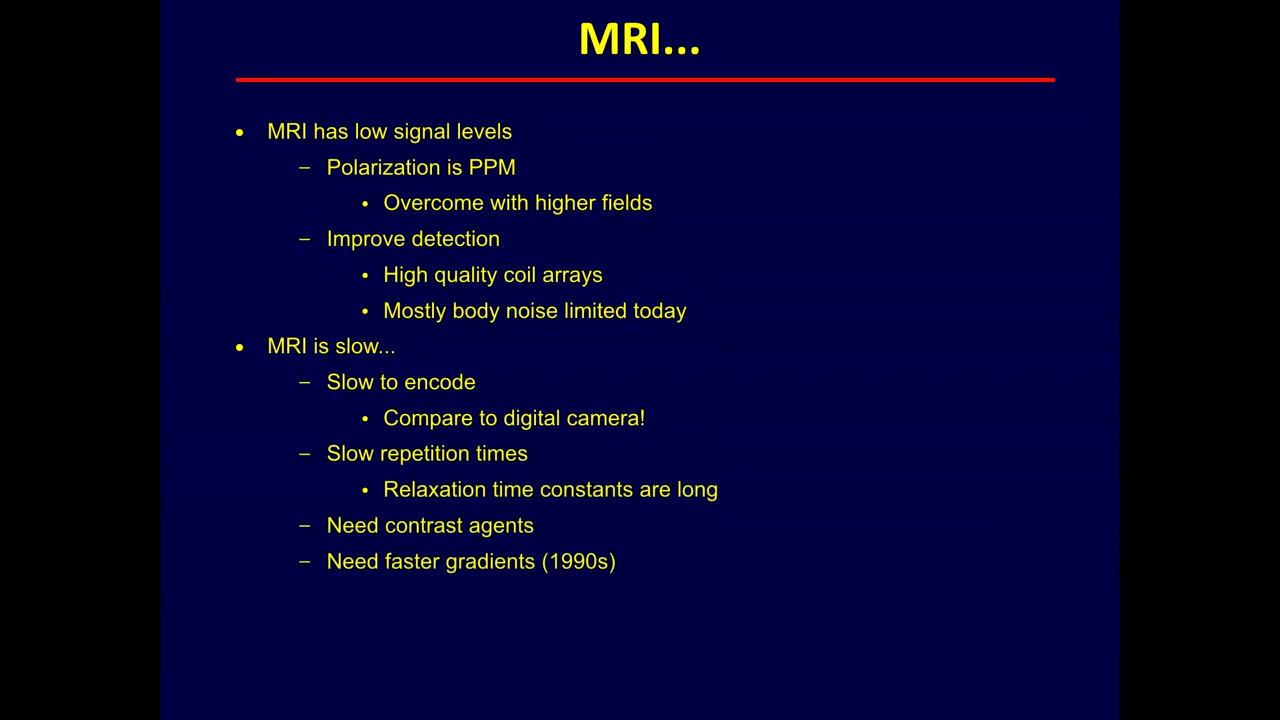 MRI...
• MRI has low signal levels
– Polarization is PPM
• Overcome with higher fields
– Improve detection
• High quality coil arrays
• Mostly body noise limited today
• MRI is slow...
– Slow to encode
• Compare to digital camera!
– Slow repetition times
• Relaxation time constants are long
– Need contrast agents
– Need faster gradients (1990s)